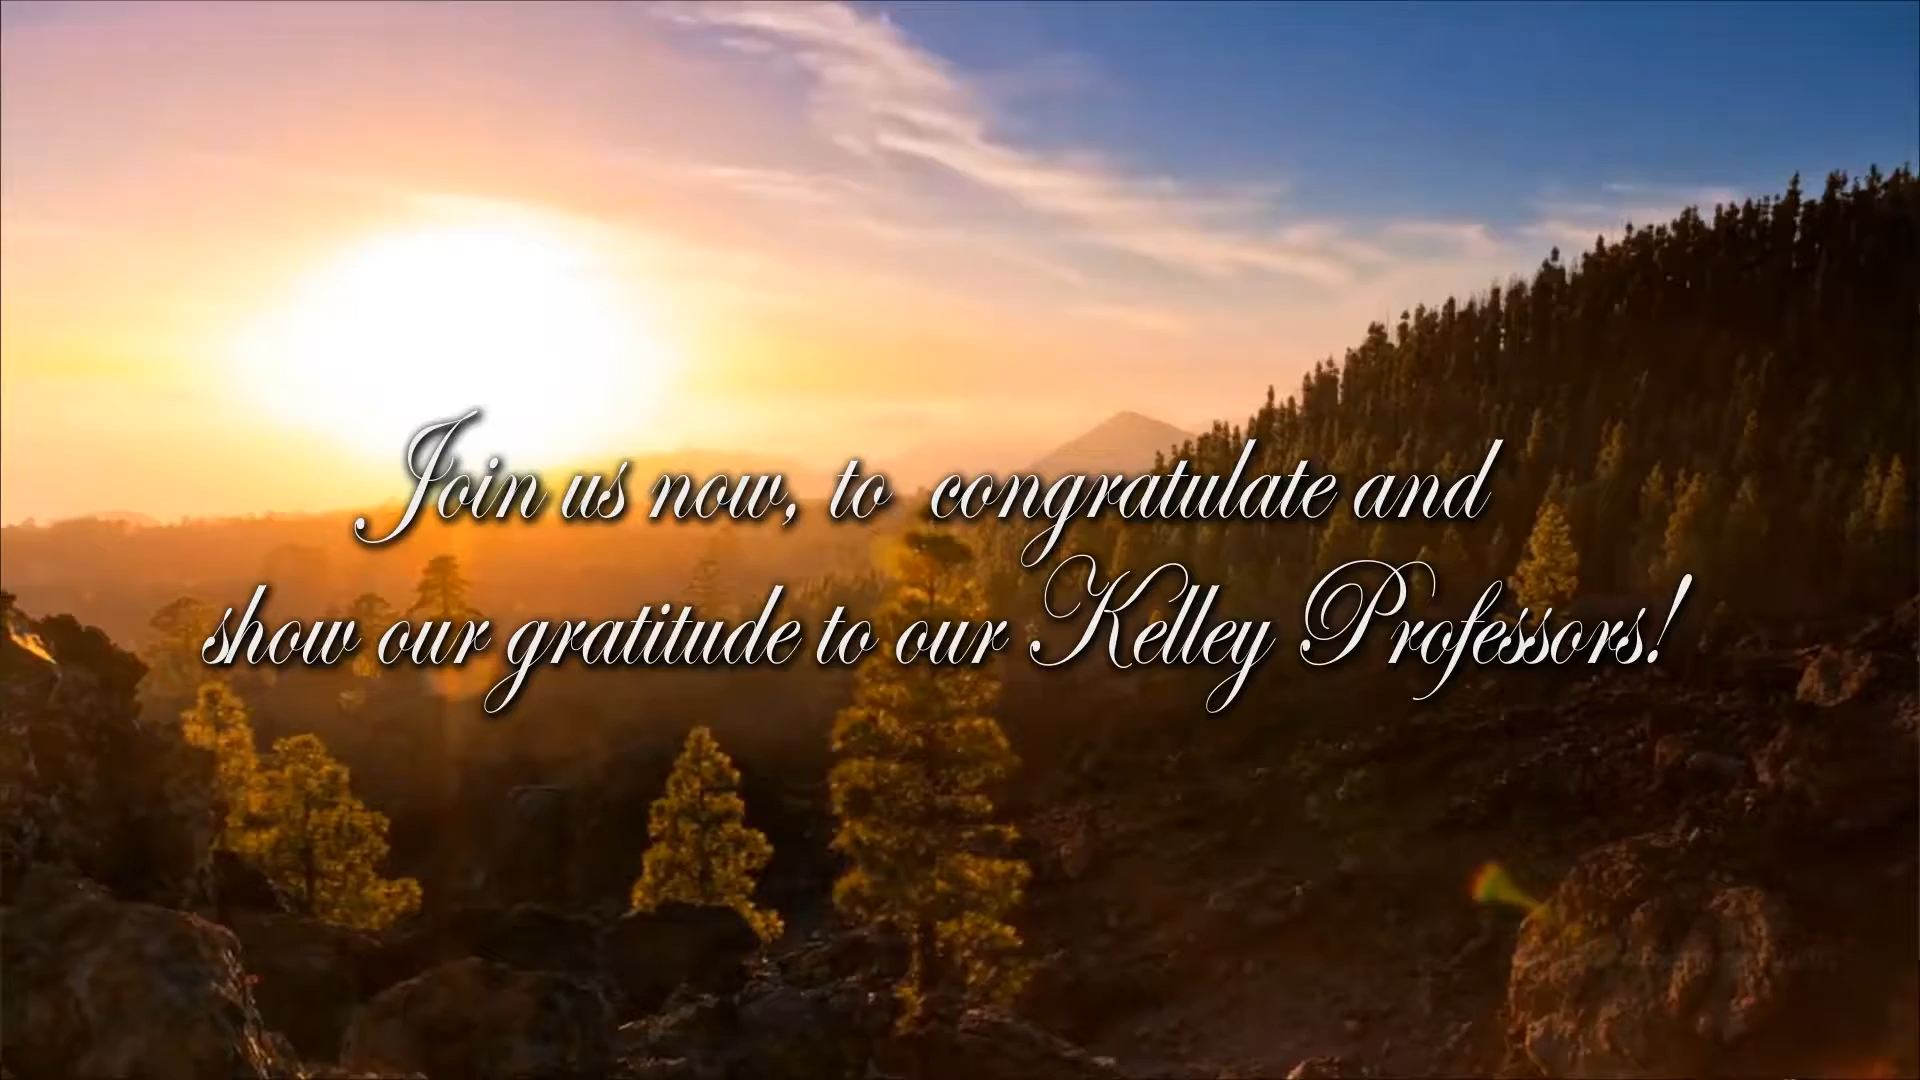 Join us now, to congratulate and
show our gratitude to our Kelley Professors!